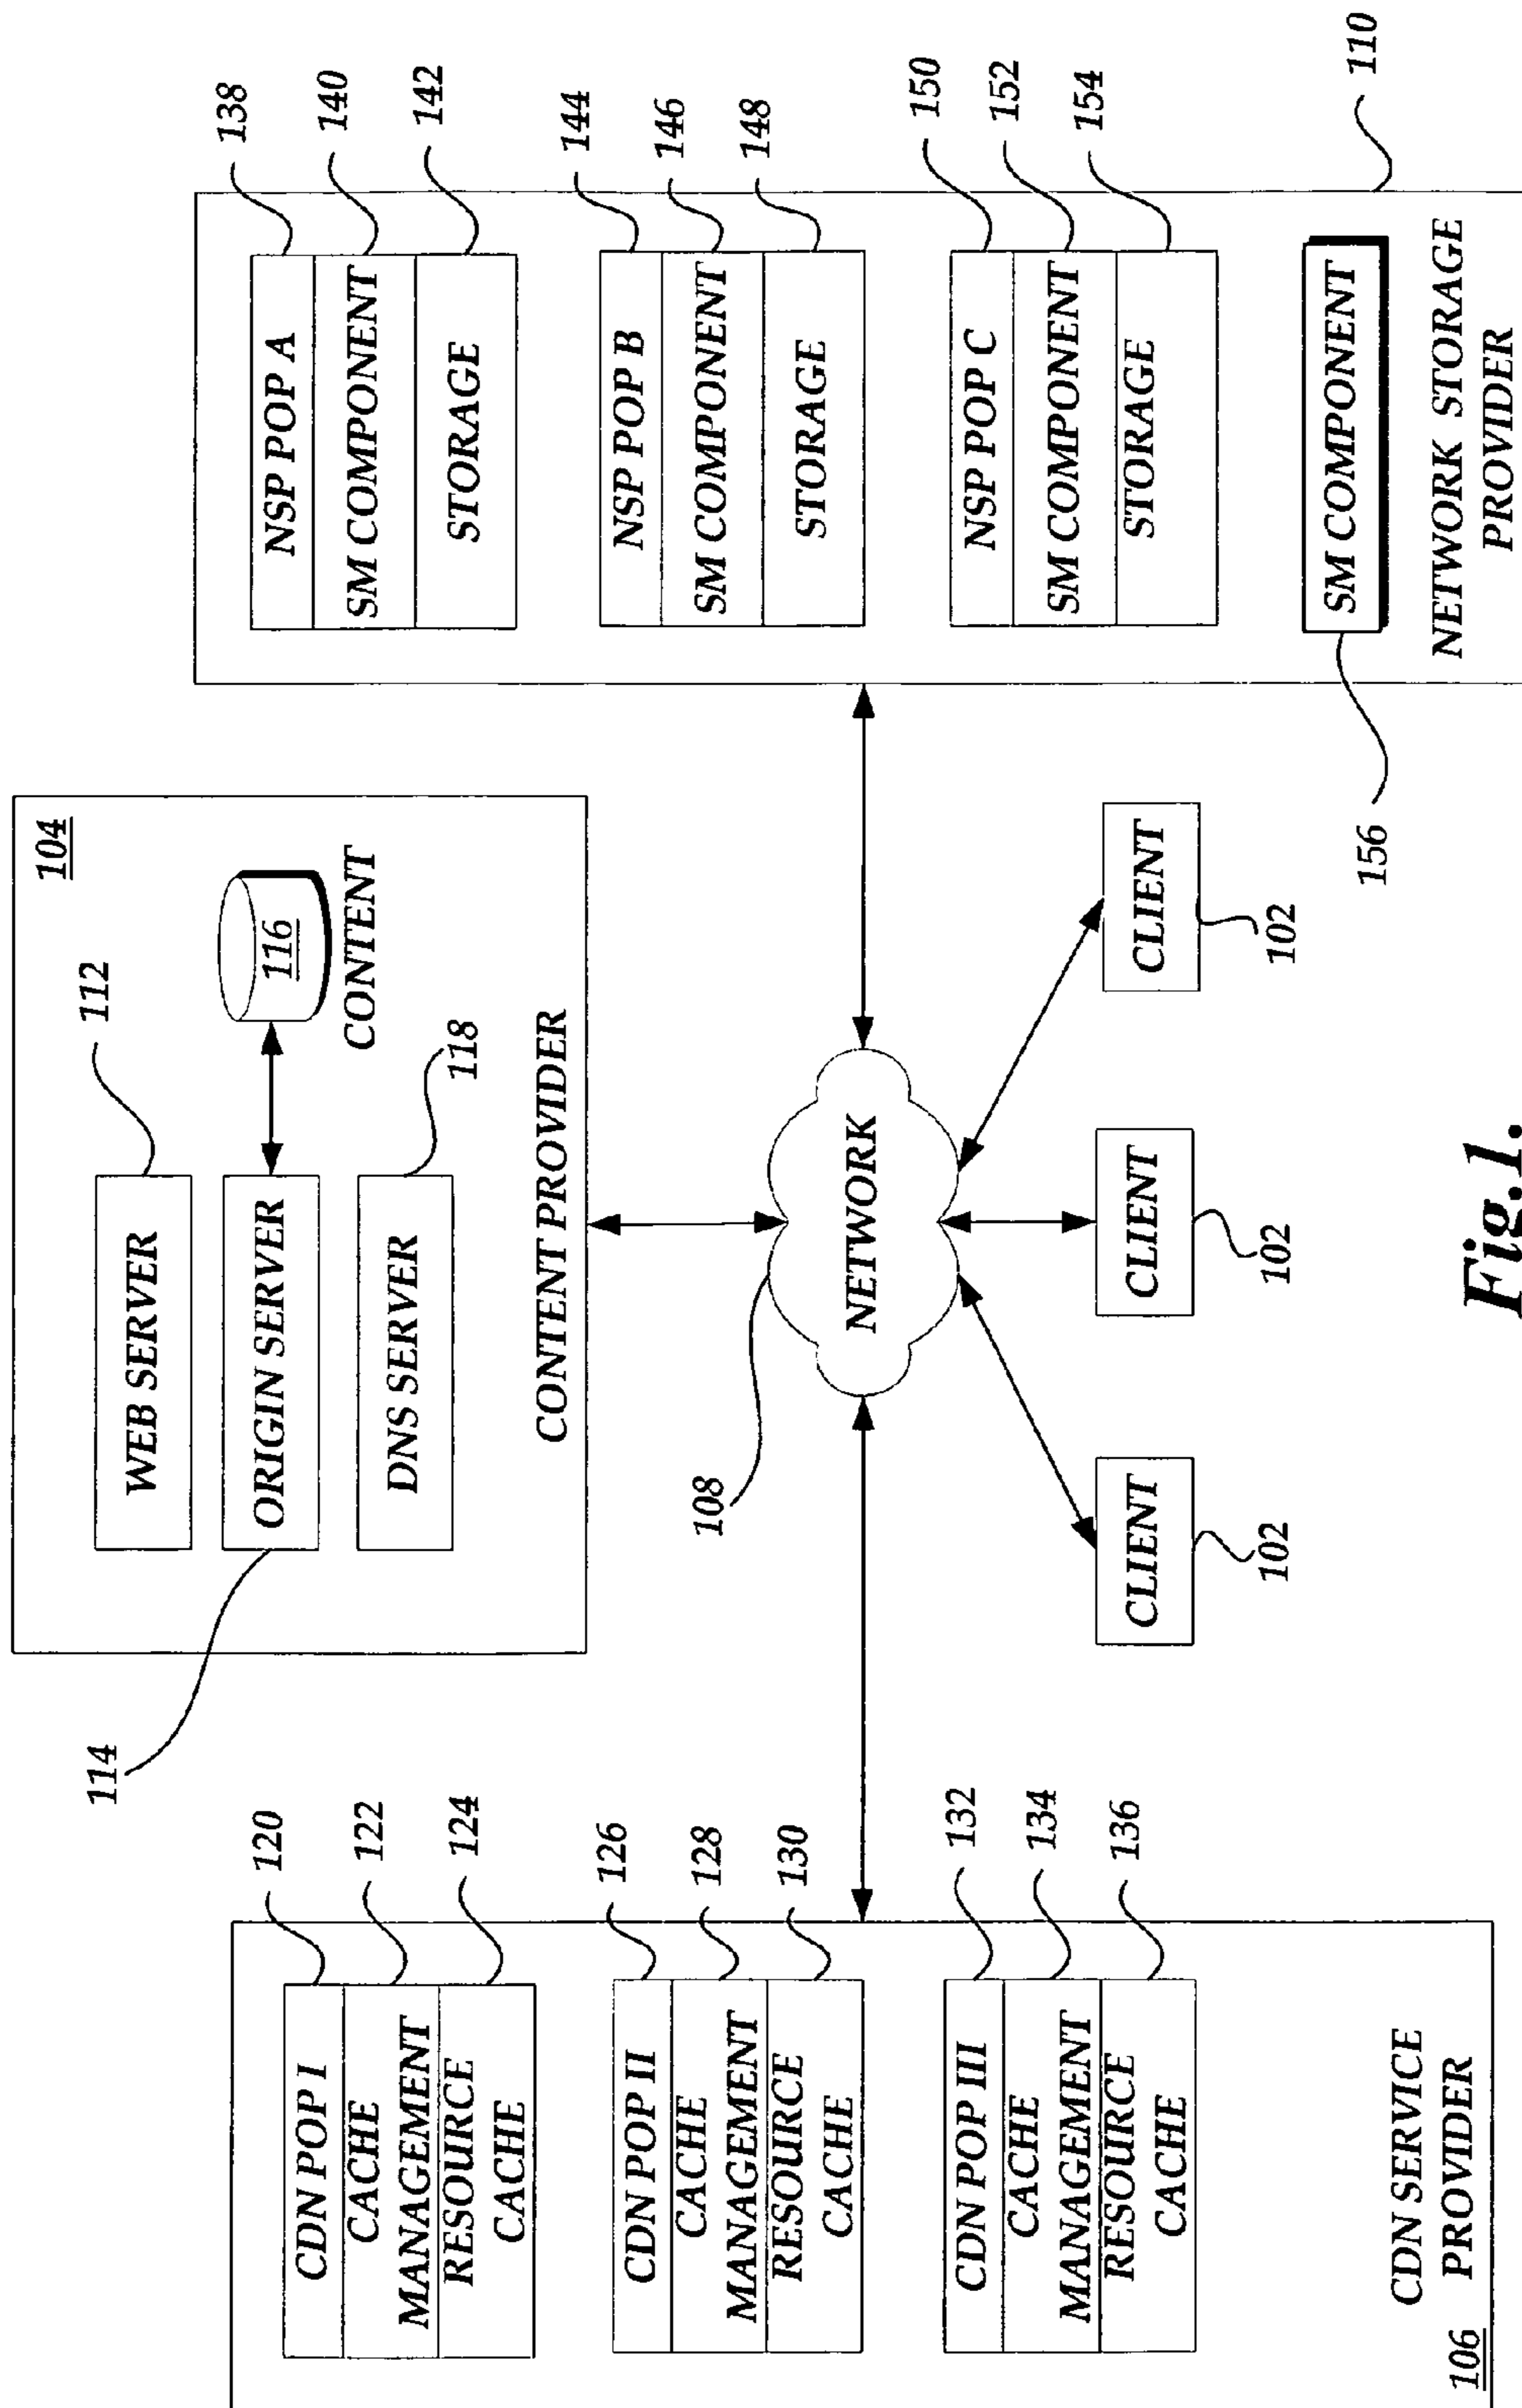 104
112
WEB SERVER
ORIGIN SERVER
116
CONTENT
DNS SERVER
118
CONTENT PROVIDER
114
120
CDN POP I
122
CACHE
MANAGEMENT
124
RESOURCE
CACHE
126
CDN POP II
128
CACHE
MANAGEMENT
130
RESOURCE
CACHE
132
CDN POP III
134
CACHE
MANAGEMENT
136
RESOURCE
CACHE
CDN SERVICE
PROVIDER
106
108
NETWORK
CLIENT
102
CLIENT
102
CLIENT
102
138
NSP POP A
140
SM COMPONENT
142
STORAGE
144
NSP POP B
146
SM COMPONENT
148
STORAGE
150
NSP POP C
152
SM COMPONENT
154
STORAGE
SM COMPONENT
156
NETWORK STORAGE
PROVIDER
110
Fig.1.